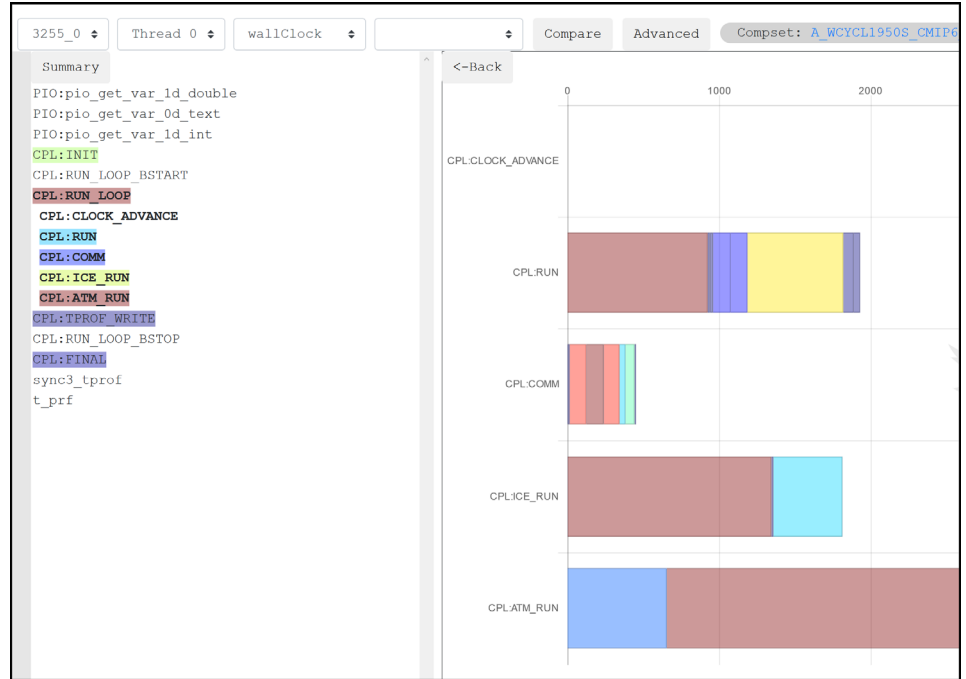 3255_0 Thread 0 wallClock Compare Advanced Compset: A_WCYCL1950S_CMIP6
Summary
PIO:pio_get_var_1d_double
PIO:pio_get_var_0d_text
PIO:pio_get_var_1d_int
CPL:INIT
CPL:RUN_LOOP_BSTART
CPL:RUN_LOOP
CPL:CLOCK_ADVANCE
CPL:RUN
CPL:COMM
CPL:ICE_RUN
CPL:ATM_RUN
CPL:TPROF_WRITE
CPL:RUN_LOOP_BSTOP
CPL:FINAL
sync3_tprof
t_prf
<-Back
0 1000 2000
CPL:CLOCK_ADVANCE
CPL:RUN
CPL:COMM
CPL:ICE_RUN
CPL:ATM_RUN